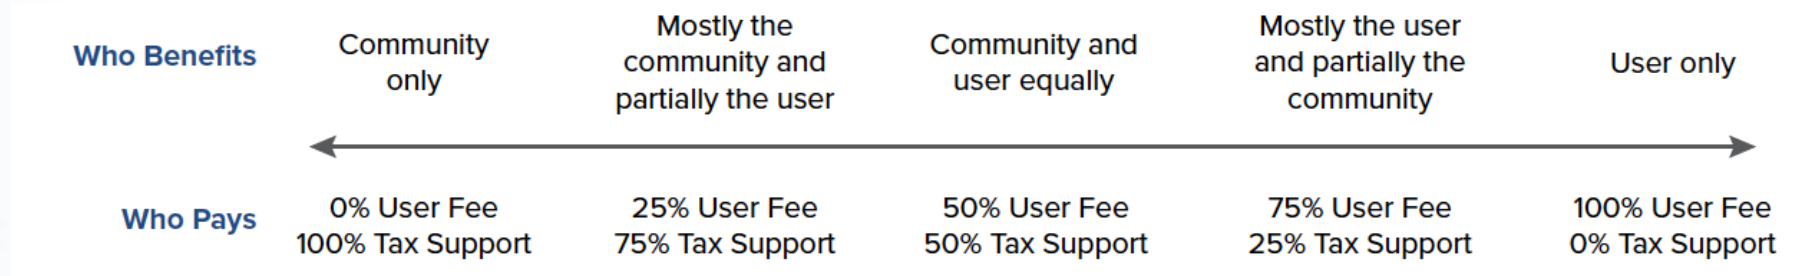 Who Benefits
Community
only
Mostly the
community and
partially the user
Community and
user equally
Mostly the user
and partially the
community
User only
Who Pays
0% User Fee
100% Tax Support
25% User Fee
75% Tax Support
50% User Fee
50% Tax Support
75% User Fee
25% Tax Support
100% User Fee
0% Tax Support